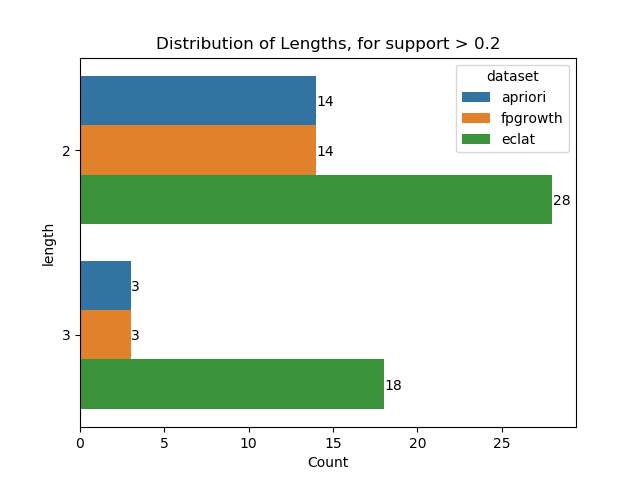 Distribution of Lengths, for support > 0.2
dataset
apriori
fpgrowth
eclat
14
14
28
3
3
18
2
3
length
0 5 10 15 20 25
Count